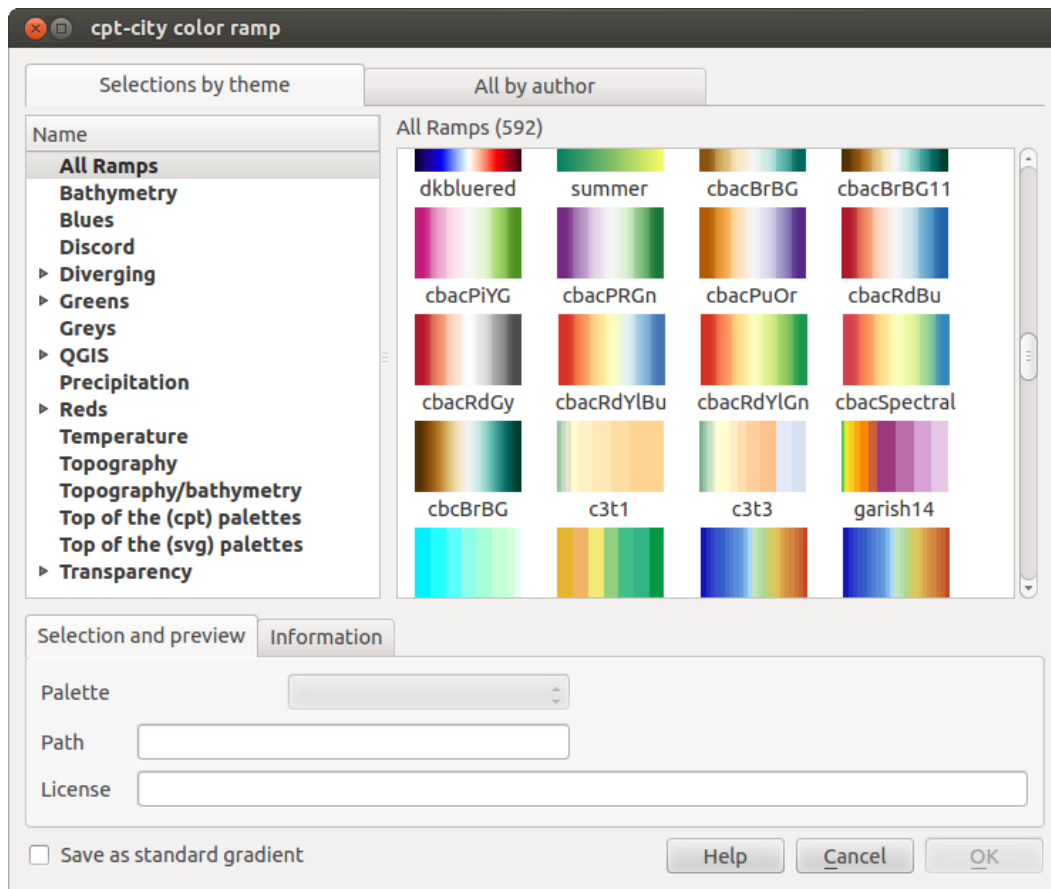 cpt-city color ramp
Selections by theme
All by author
Name
All Ramps
Bathymetry
Blues
Discord
Diverging
Greens
Greys
QGIS
Precipitation
Reds
Temperature
Topography
Topography/bathymetry
Top of the (cpt) palettes
Top of the (svg) palettes
Transparency
All Ramps (592)
dkbluered summer cbacBrBG cbacBrBG11
cbacPiYG cbacPRGn cbacPuOr cbacRdBu
cbacRdGy cbacRdYlBu cbacRdYlGn cbacSpectral
cbcBrBG c3t1 c3t3 garish14
Selection and preview
Information
Palette
Path
License
Save as standard gradient
Help
Cancel
OK